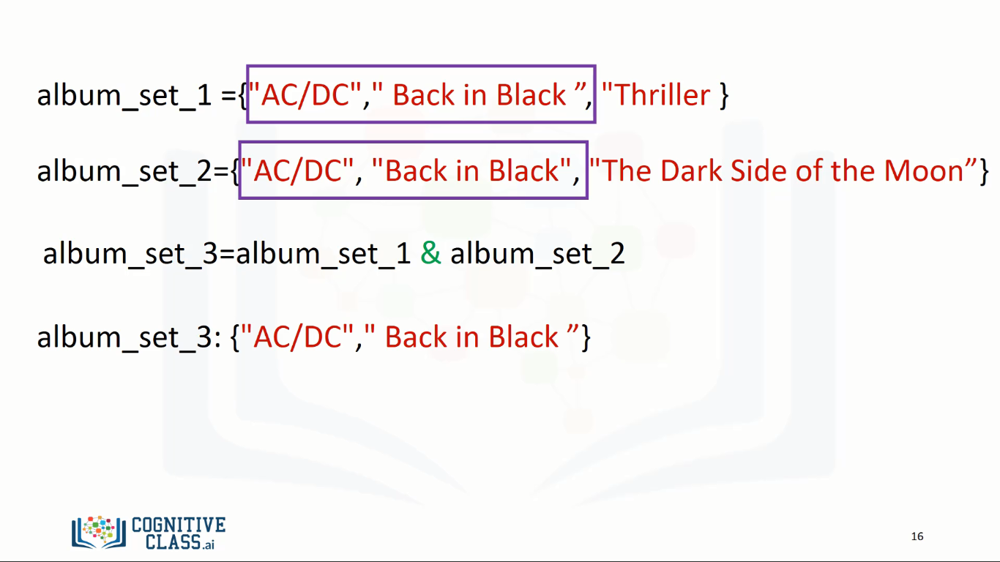 album_set_1 ={"AC/DC"," Back in Black ”, "Thriller }
album_set_2={"AC/DC", "Back in Black", "The Dark Side of the Moon”}
album_set_3=album_set_1 & album_set_2
album_set_3: {"AC/DC"," Back in Black ”}
COGNITIVE
CLASS.ai
16